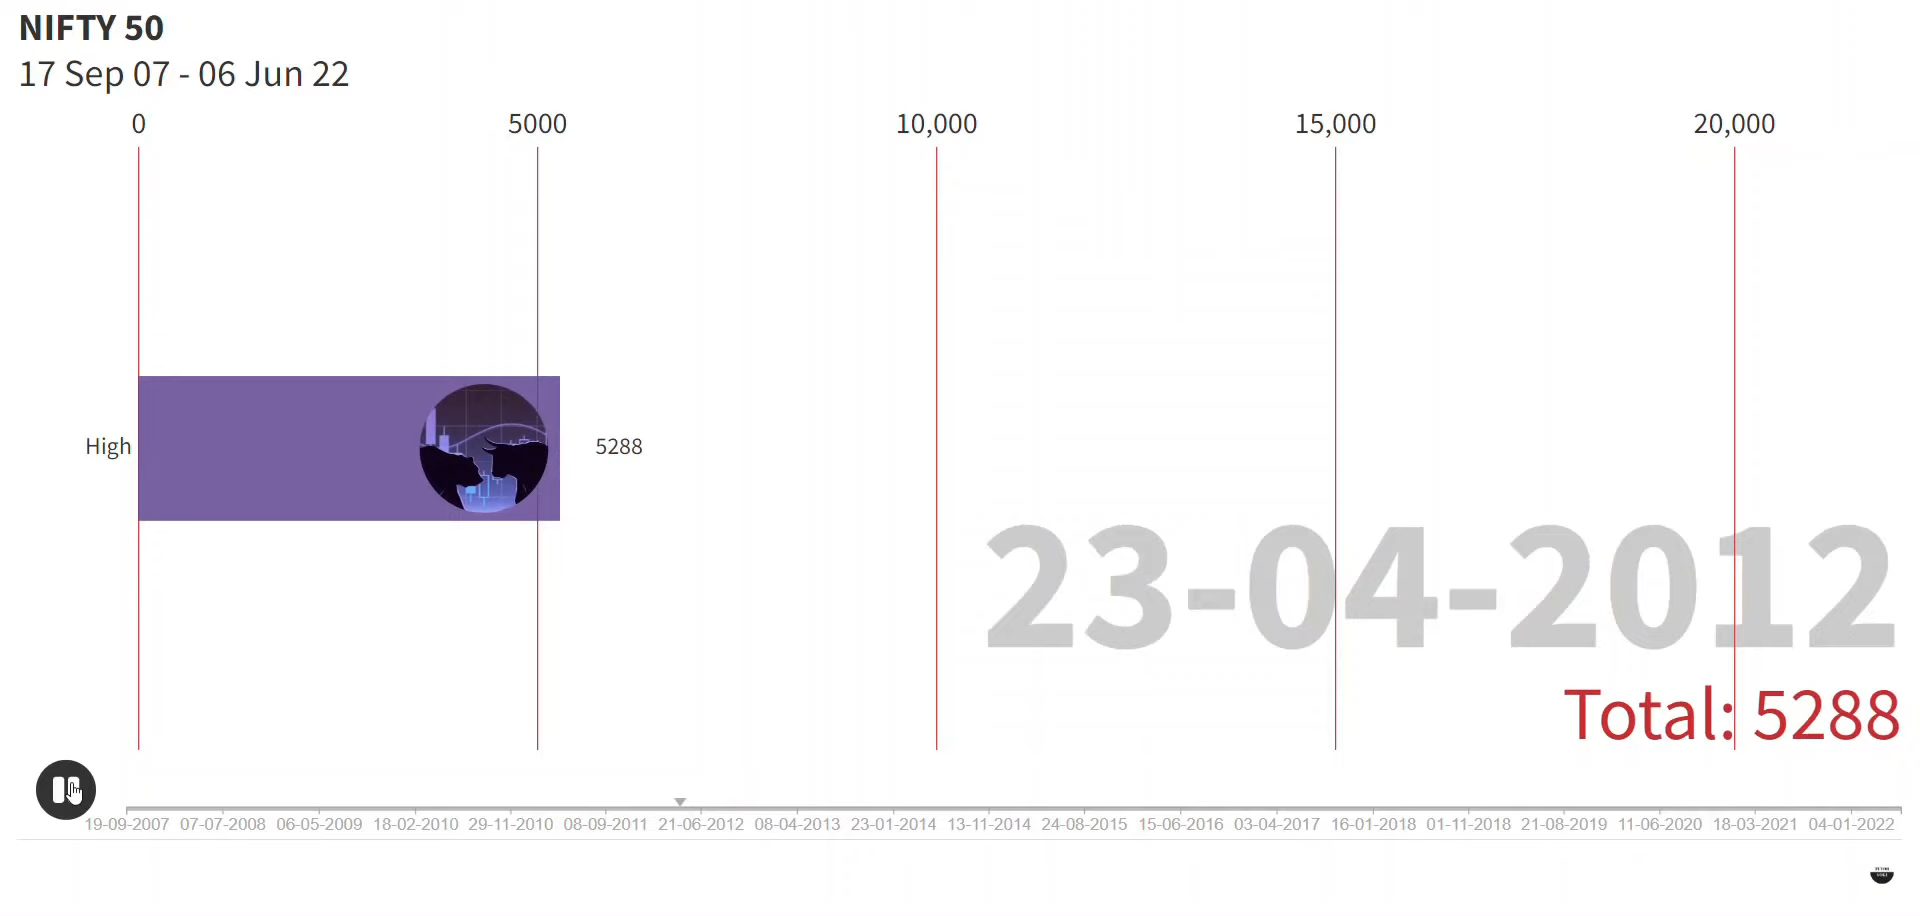 NIFTY 50
17 Sep 07 - 06 Jun 22
0 5000 10,000 15,000 20,000
High 5288
23-04-2012
Total: 5288
19-09-2007 07-07-2008 06-05-2009 18-02-2010 29-11-2010 08-09-2011 21-06-2012 08-04-2013 23-01-2014 13-11-2014 24-08-2015 15-06-2016 03-04-2017 16-01-2018 01-11-2018 21-08-2019 11-06-2020 18-03-2021 04-01-2022